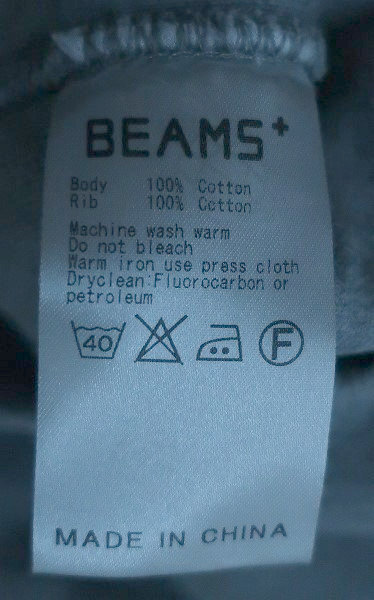 BEAMS+
Body 100% Cotton
Rib 100% Cotton
Machine wash warm
Do not bleach
Warm iron use press cloth
Dryclean:Fluorocarbon or
petroleum
40 F
MADE IN CHINA